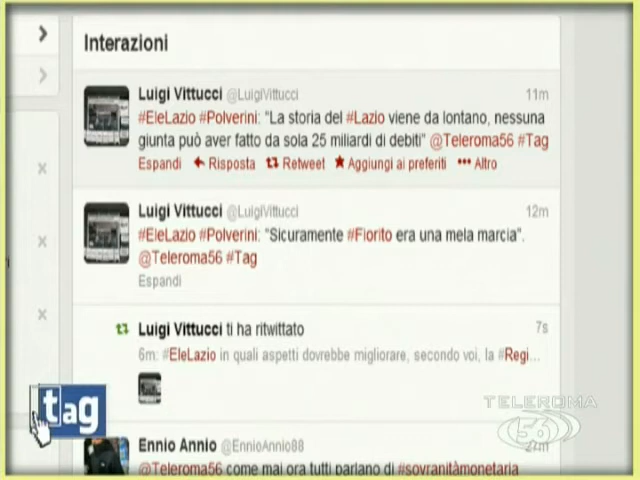 Interazioni
Luigi Vittucci @LuigiVittucci 11m
#EleLazio #Polverini: "La storia del #Lazio viene da lontano, nessuna
giunta può aver fatto da sola 25 miliardi di debiti" @Teleroma56 #Tag
Espandi Risposta Retweet Aggiungi ai preferiti Altro
Luigi Vittucci @LuigiVittucci 12m
#EleLazio #Polverini: "Sicuramente #Fiorito era una mela marcia".
@Teleroma56 #Tag
Espandi
Luigi Vittucci ti ha ritwittato 7s
6m: #EleLazio in quali aspetti dovrebbe migliorare, secondo voi, la #Regi...
tag
TELEROMA
56
Ennio Annio @EnnioAnnio88 27m
@Teleroma56 come mai ora tutti parlano di #sovranitàmonetaria